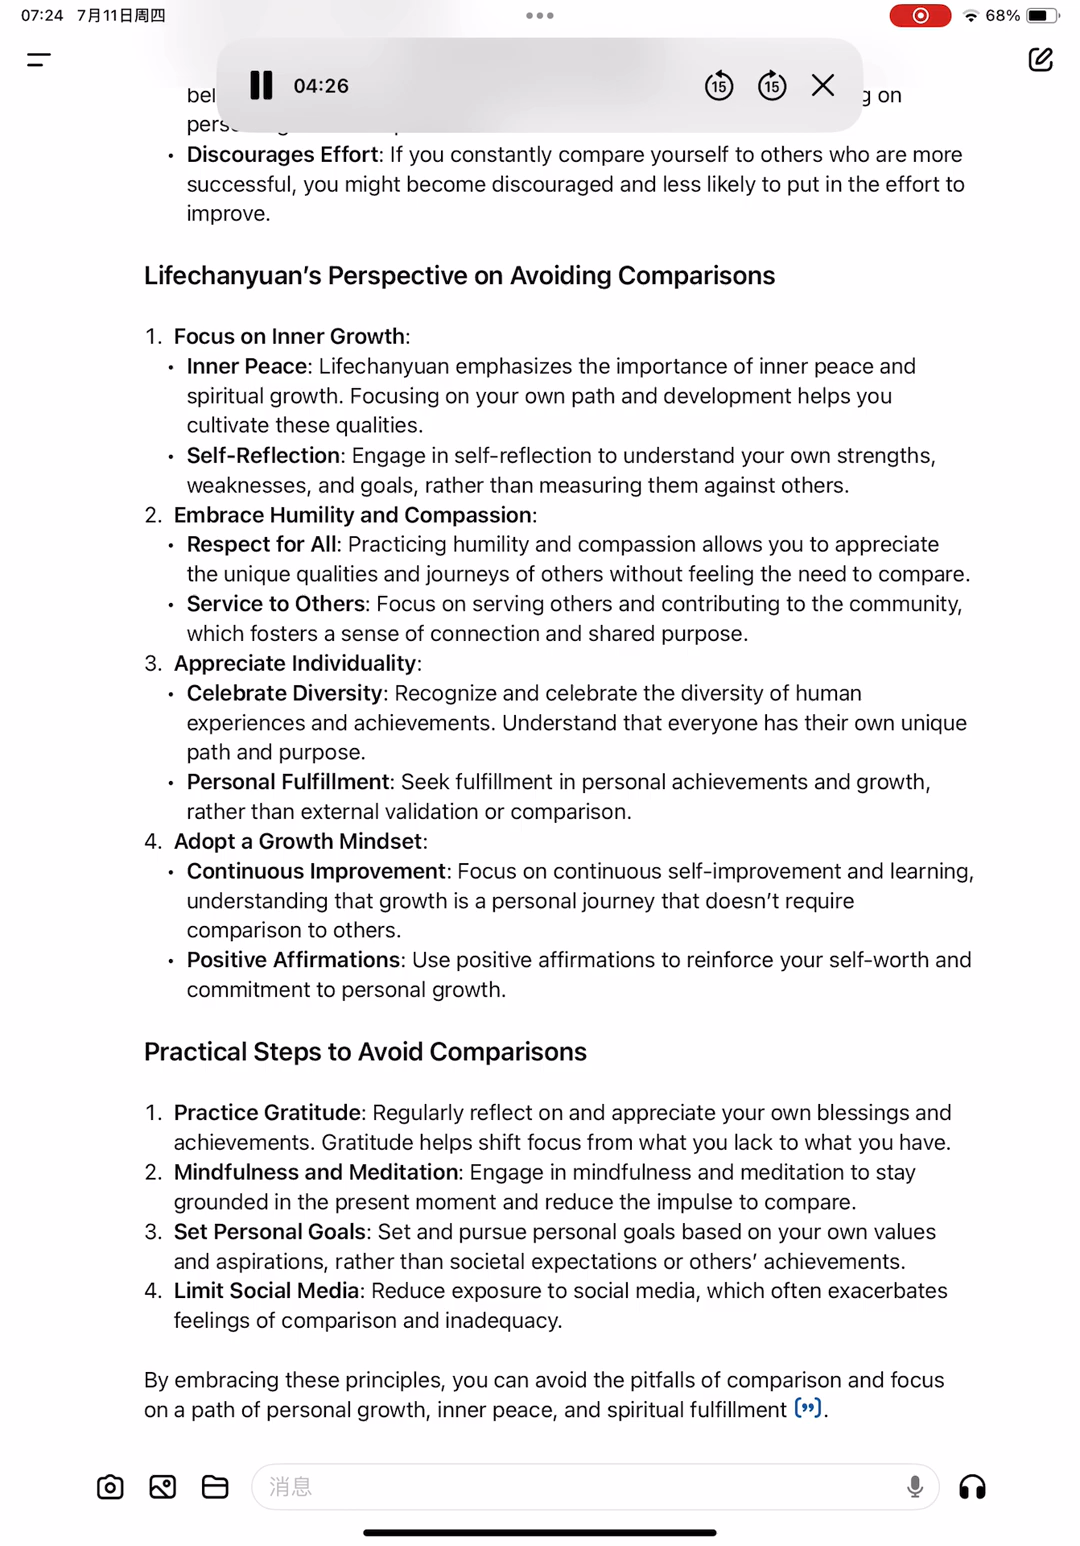 07:24 7月11日周四
68%
04:26
15 15
bel g on
pers
• Discourages Effort: If you constantly compare yourself to others who are more
successful, you might become discouraged and less likely to put in the effort to
improve.
Lifechanyuan’s Perspective on Avoiding Comparisons
1. Focus on Inner Growth:
• Inner Peace: Lifechanyuan emphasizes the importance of inner peace and
spiritual growth. Focusing on your own path and development helps you
cultivate these qualities.
• Self-Reflection: Engage in self-reflection to understand your own strengths,
weaknesses, and goals, rather than measuring them against others.
2. Embrace Humility and Compassion:
• Respect for All: Practicing humility and compassion allows you to appreciate
the unique qualities and journeys of others without feeling the need to compare.
• Service to Others: Focus on serving others and contributing to the community,
which fosters a sense of connection and shared purpose.
3. Appreciate Individuality:
• Celebrate Diversity: Recognize and celebrate the diversity of human
experiences and achievements. Understand that everyone has their own unique
path and purpose.
• Personal Fulfillment: Seek fulfillment in personal achievements and growth,
rather than external validation or comparison.
4. Adopt a Growth Mindset:
• Continuous Improvement: Focus on continuous self-improvement and learning,
understanding that growth is a personal journey that doesn’t require
comparison to others.
• Positive Affirmations: Use positive affirmations to reinforce your self-worth and
commitment to personal growth.
Practical Steps to Avoid Comparisons
1. Practice Gratitude: Regularly reflect on and appreciate your own blessings and
achievements. Gratitude helps shift focus from what you lack to what you have.
2. Mindfulness and Meditation: Engage in mindfulness and meditation to stay
grounded in the present moment and reduce the impulse to compare.
3. Set Personal Goals: Set and pursue personal goals based on your own values
and aspirations, rather than societal expectations or others’ achievements.
4. Limit Social Media: Reduce exposure to social media, which often exacerbates
feelings of comparison and inadequacy.
By embracing these principles, you can avoid the pitfalls of comparison and focus
on a path of personal growth, inner peace, and spiritual fulfillment [”].
消息